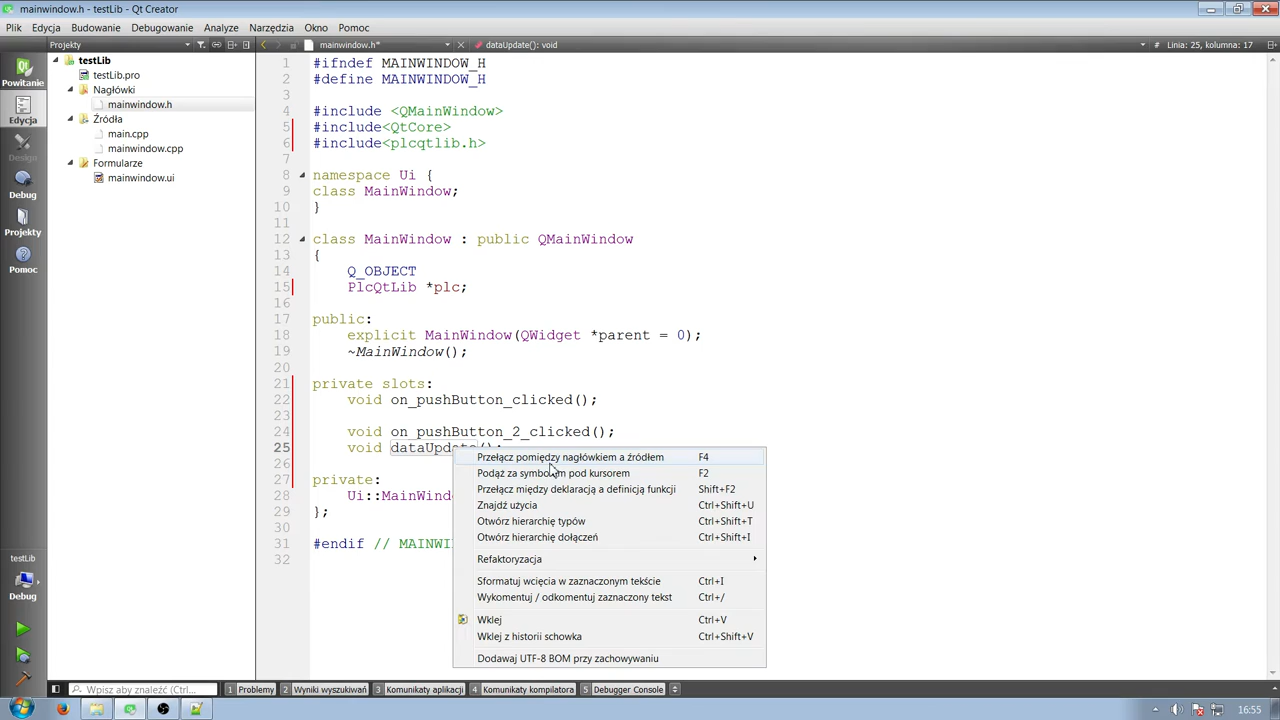 mainwindow.h - testLib - Qt Creator
Plik Edycja Budowanie Debugowanie Analize Narzędzia Okno Pomoc
Projekty
mainwindow.h*
dataUpdate(): void
# Linia: 25, kolumna: 17
Powitanie
Edycja
Design
Debug
Projekty
Pomoc
testLib
Debug
testLib
testLib.pro
Nagłówki
mainwindow.h
Źródła
main.cpp
mainwindow.cpp
Formularze
mainwindow.ui
1 #ifndef MAINWINDOW_H
2 #define MAINWINDOW_H
3
4 #include <QMainWindow>
5 #include<QtCore>
6 #include<plcqtlib.h>
7
8 namespace Ui {
9 class MainWindow;
10 }
11
12 class MainWindow : public QMainWindow
13 {
14 Q_OBJECT
15 PlcQtLib *plc;
16
17 public:
18 explicit MainWindow(QWidget *parent = 0);
19 ~MainWindow();
20
21 private slots:
22 void on_pushButton_clicked();
23
24 void on_pushButton_2_clicked();
25 void dataUpdate();
26
27 private:
28 Ui::MainWind
29 };
30
31 #endif // MAINWI
32
Przełącz pomiędzy nagłówkiem a źródłem F4
Podąż za symbolem pod kursorem F2
Przełącz między deklaracją a definicją funkcji Shift+F2
Znajdź użycia Ctrl+Shift+U
Otwórz hierarchię typów Ctrl+Shift+T
Otwórz hierarchię dołączeń Ctrl+Shift+I
Refaktoryzacja
Sformatuj wcięcia w zaznaczonym tekście Ctrl+I
Wykomentuj / odkomentuj zaznaczony tekst Ctrl+/
Wklej Ctrl+V
Wklej z historii schowka Ctrl+Shift+V
Dodawaj UTF-8 BOM przy zachowywaniu
Wpisz aby znaleźć (Ctrl...
1 Problemy 2 Wyniki wyszukiwań 3 Komunikaty aplikacji 4 Komunikaty kompilatora 5 Debugger Console
16:55